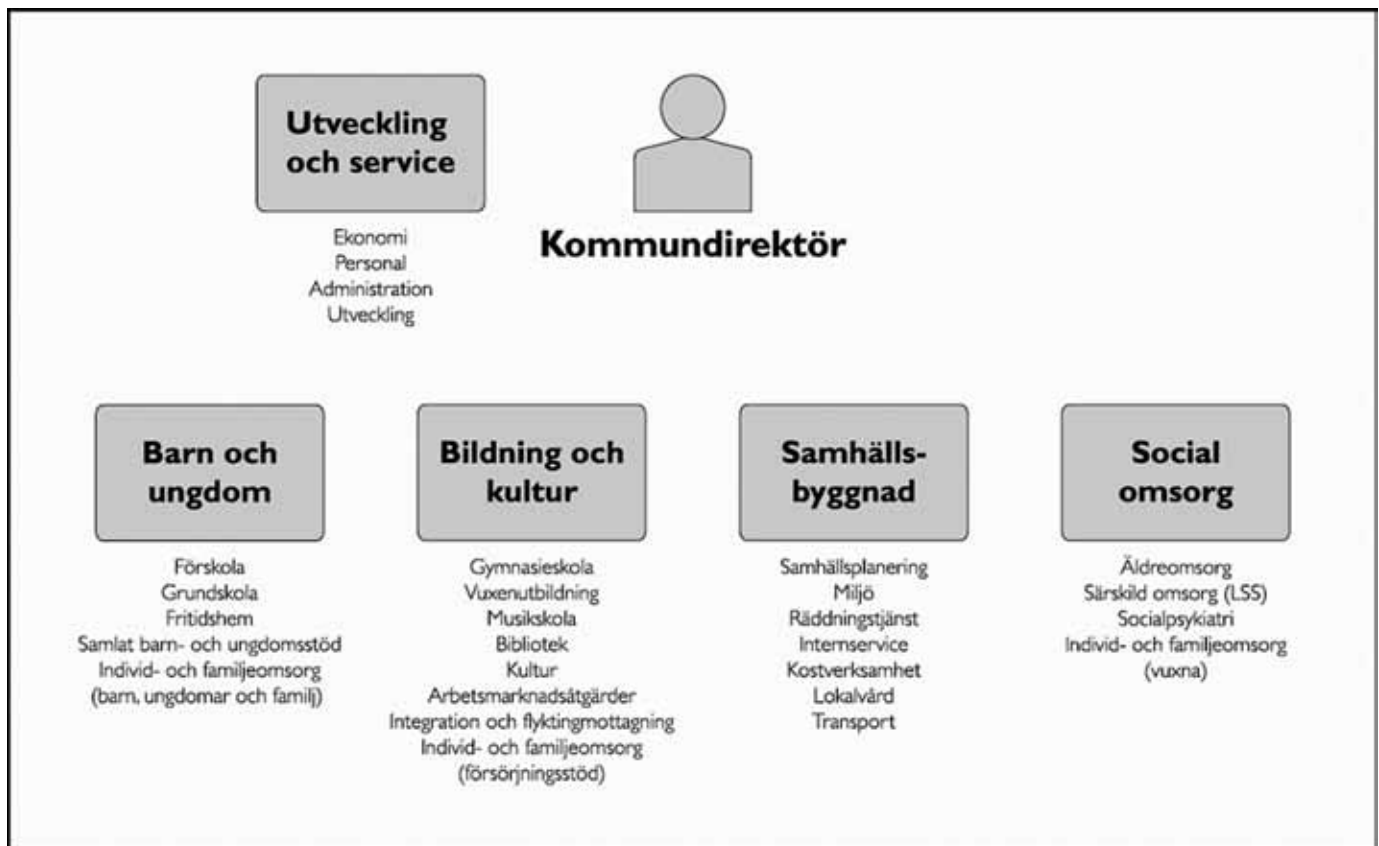 Utveckling
och service
Ekonomi
Personal
Administration
Utveckling
Kommundirektör
Barn och
ungdom
Förskola
Grundskola
Fritidshem
Samlat barn- och ungdomsstöd
Individ- och familjeomsorg
(barn, ungdomar och familj)
Bildning och
kultur
Gymnasieskola
Vuxenutbildning
Musikskola
Bibliotek
Kultur
Arbetsmarknadsåtgärder
Integration och flyktingmottagning
Individ- och familjeomsorg
(försörjningsstöd)
Samhälls-
byggnad
Samhällsplanering
Miljö
Räddningstjänst
Internservice
Kostverksamhet
Lokalvård
Transport
Social
omsorg
Äldreomsorg
Särskild omsorg (LSS)
Socialpsykiatri
Individ- och familjeomsorg
(vuxna)